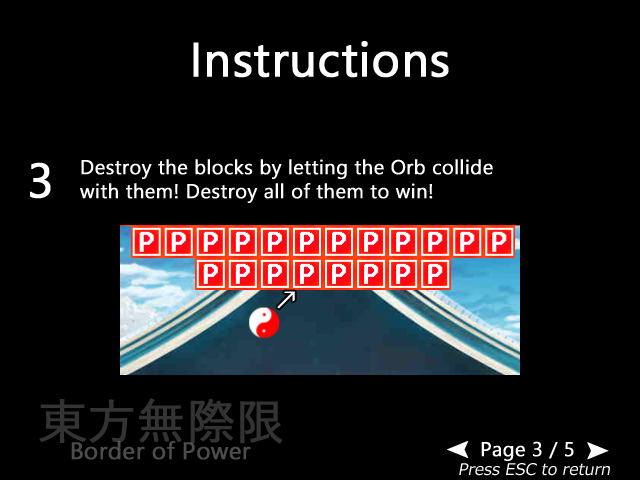 Instructions
3
Destroy the blocks by letting the Orb collide
with them! Destroy all of them to win!
P P P P P P P P P P P P
P P P P P P P P
東方無際限
Border of Power
Page 3 / 5
Press ESC to return